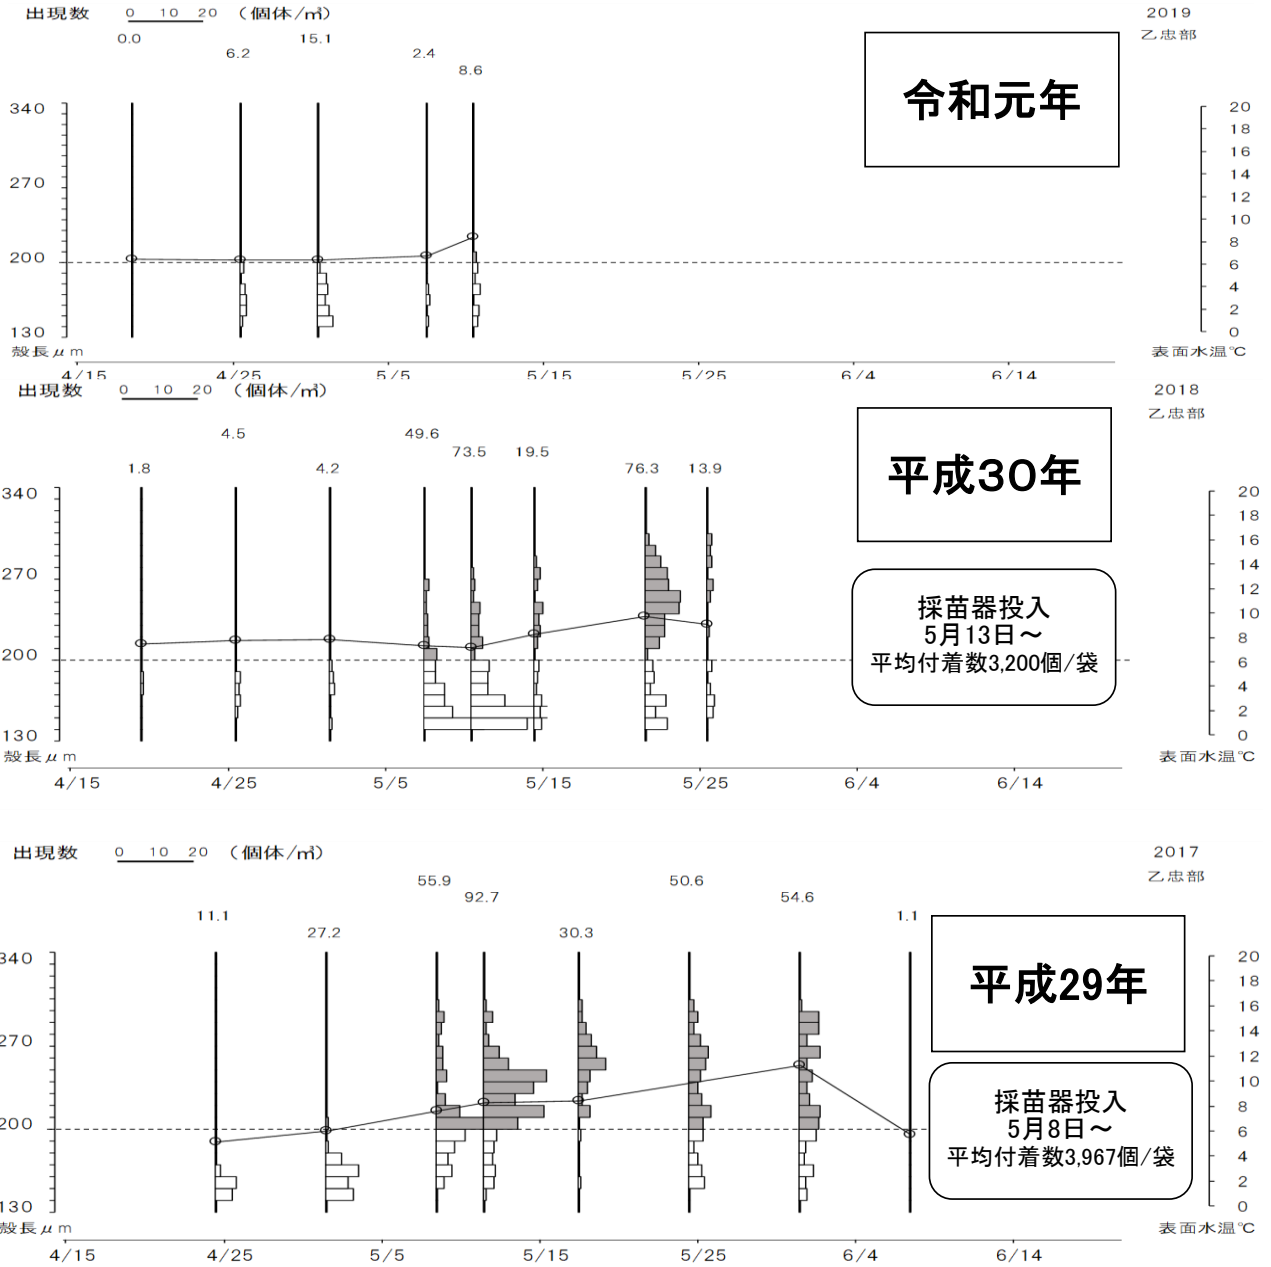 出現数 0 10 20 (個体/㎥) 2019
乙忠部
0.0 6.2 15.1 2.4 8.6
令和元年
340
270
200
130
殻長μm
20
18
16
14
12
10
8
6
4
2
0
表面水温℃
4/15 4/25 5/5 5/15 5/25 6/4 6/14
出現数 0 10 20 (個体/㎥) 2018
乙忠部
1.8 4.5 4.2 49.6 73.5 19.5 76.3 13.9
平成30年
採苗器投入
5月13日~
平均付着数3,200個/袋
340
270
200
130
殻長μm
20
18
16
14
12
10
8
6
4
2
0
表面水温℃
4/15 4/25 5/5 5/15 5/25 6/4 6/14
出現数 0 10 20 (個体/㎥) 2017
乙忠部
11.1 27.2 55.9 92.7 30.3 50.6 54.6 1.1
平成29年
採苗器投入
5月8日~
平均付着数3,967個/袋
340
270
200
130
殻長μm
20
18
16
14
12
10
8
6
4
2
0
表面水温℃
4/15 4/25 5/5 5/15 5/25 6/4 6/14